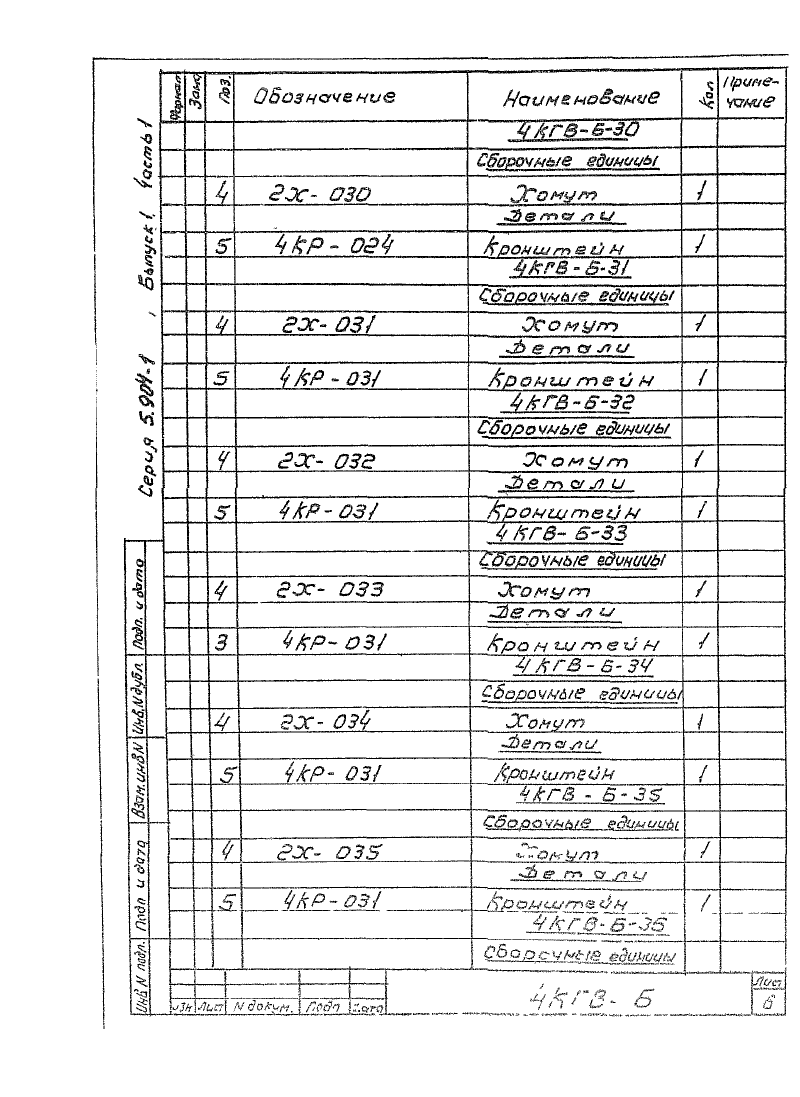 Серия 5.904-1 , Выпуск 1. Часть 1
Формат Зона Поз. Обозначение Наименование Кол Примечание
4КГВ-Б-30
Сборочные единицы
4 2Х-030 Хомут 1
Детали
5 4КР-024 Кронштейн 1
4КГВ-Б-31
Сборочные единицы
4 2Х-031 Хомут 1
Детали
5 4КР-031 Кронштейн 1
4КГВ-Б-32
Сборочные единицы
4 2Х-032 Хомут 1
Детали
5 4КР-031 Кронштейн 1
4КГВ-Б-33
Сборочные единицы
4 2Х-033 Хомут 1
Детали
3 4КР-031 Кронштейн 1
4КГВ-Б-34
Сборочные единицы
4 2Х-034 Хомут 1
Детали
5 4КР-031 Кронштейн 1
4КГВ-Б-35
Сборочные единицы
4 2Х-035 Хомут 1
Детали
5 4КР-031 Кронштейн 1
4КГВ-Б-36
Сборочные единицы
Подп. и дата
Инв.N дубл.
Взам.инв N
Подп и дата
Инв N подл.
Изм Лист N докум. Подп Дата
4КГВ-Б
Лист
6